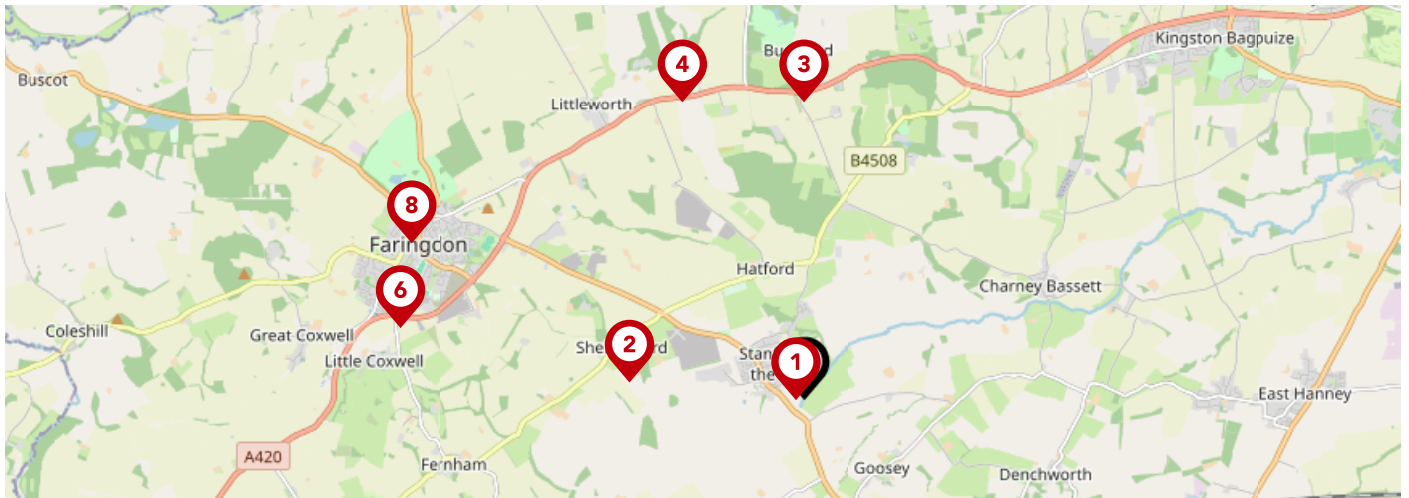 Kingston Bagpuize
Buscot
4
3
Littleworth
B4508
8
Faringdon
Hatford
6
Charney Bassett
Coleshill
Great Coxwell
2
Little Coxwell
1
the
East Hanney
A420
Fernham
Goosey
Denchworth